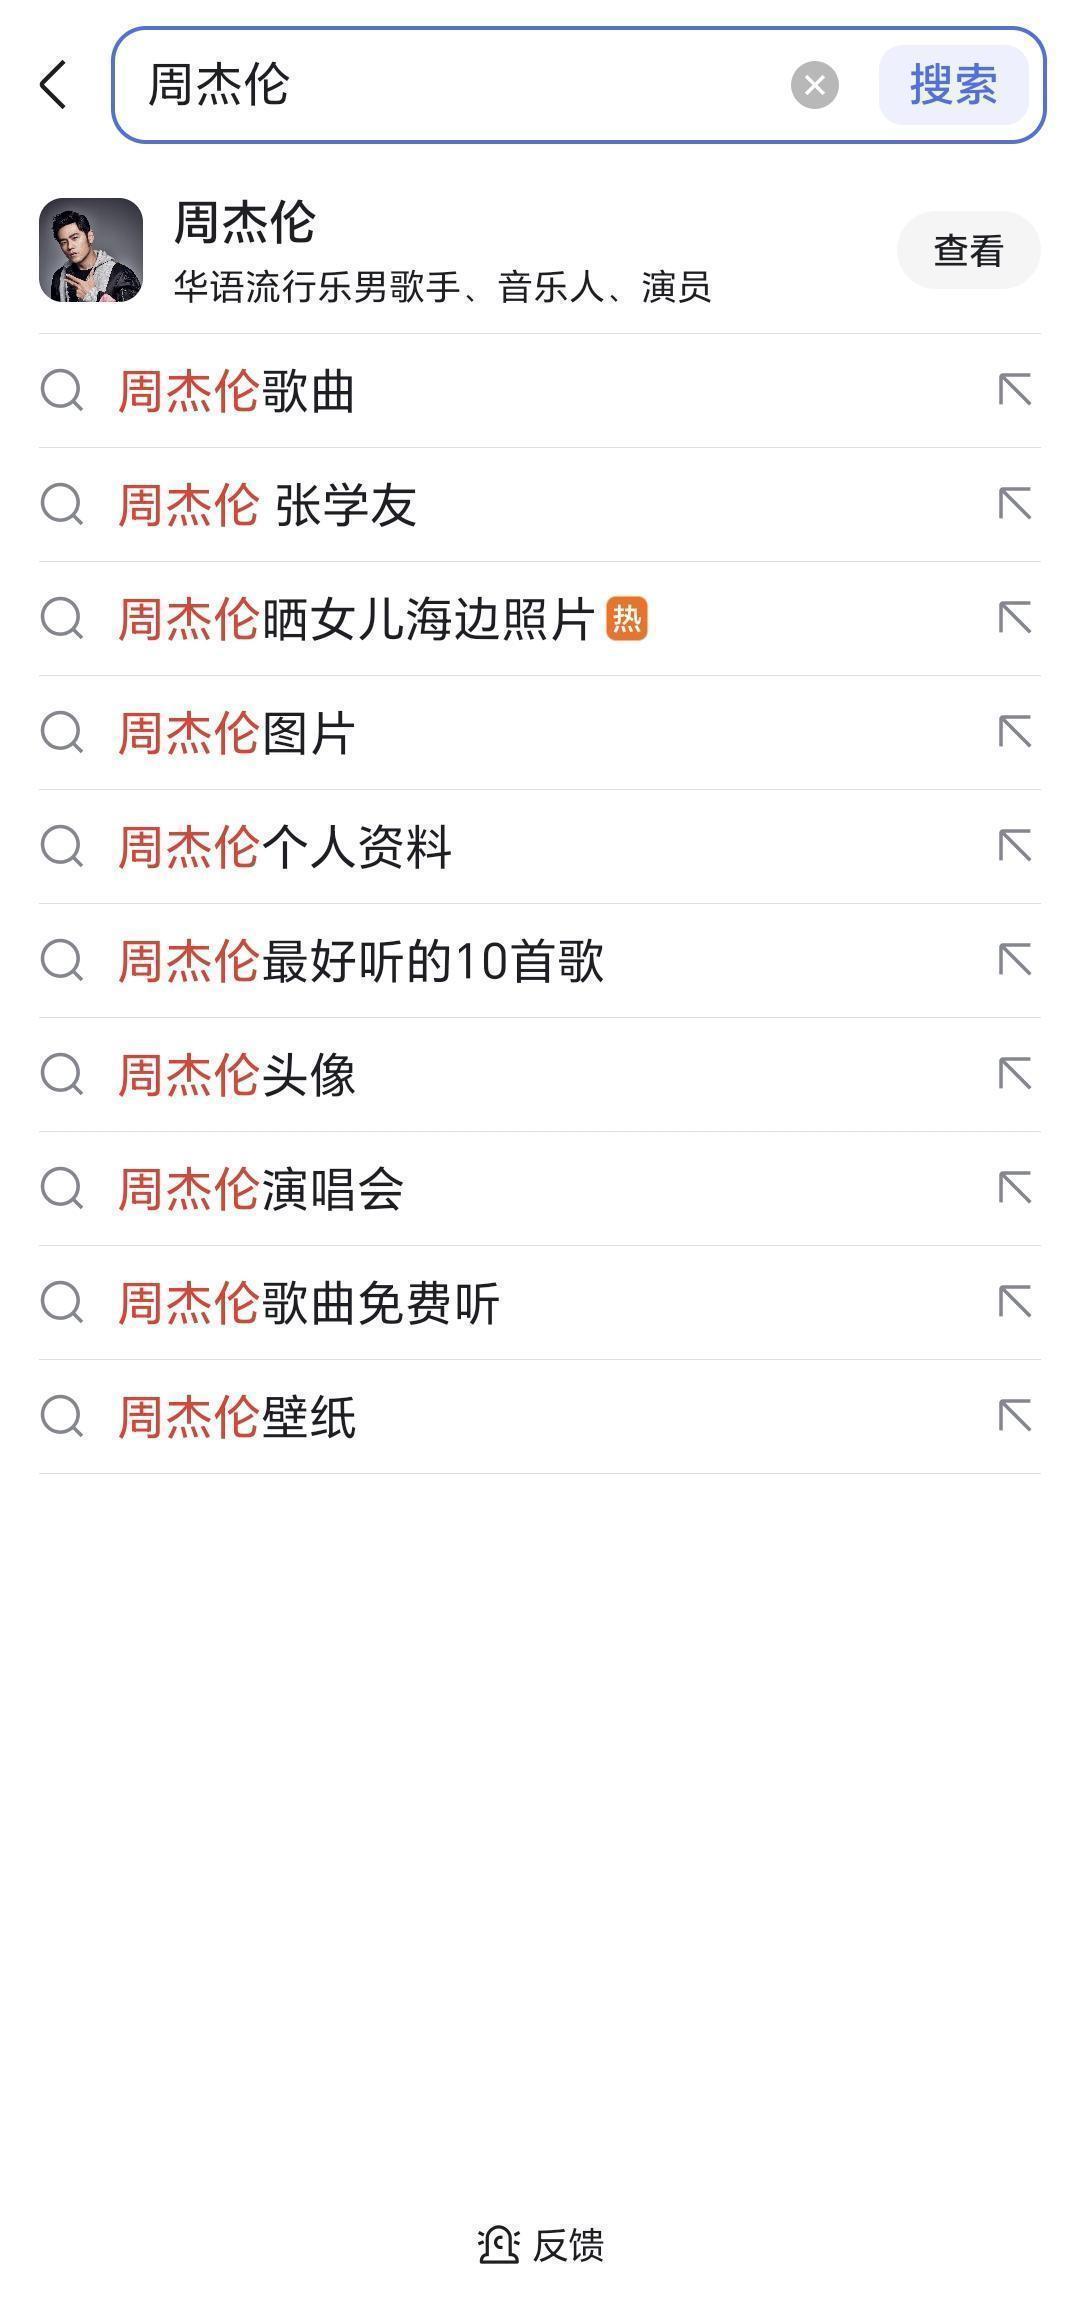 周杰伦
搜索
周杰伦
华语流行乐男歌手、音乐人、演员
查看
周杰伦歌曲
周杰伦 张学友
周杰伦晒女儿海边照片 热
周杰伦图片
周杰伦个人资料
周杰伦最好听的10首歌
周杰伦头像
周杰伦演唱会
周杰伦歌曲免费听
周杰伦壁纸
反馈